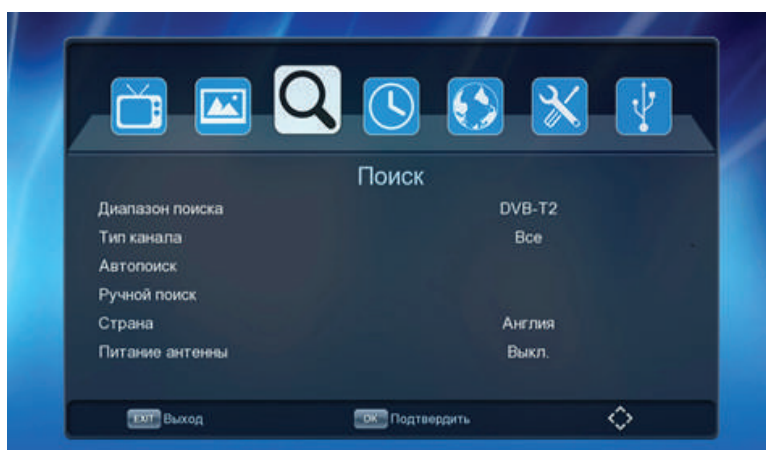 Поиск
Диапазон поиска DVB-T2
Тип канала Все
Автопоиск
Ручной поиск
Страна Англия
Питание антенны Выкл.
EXIT Выход OK Подтвердить